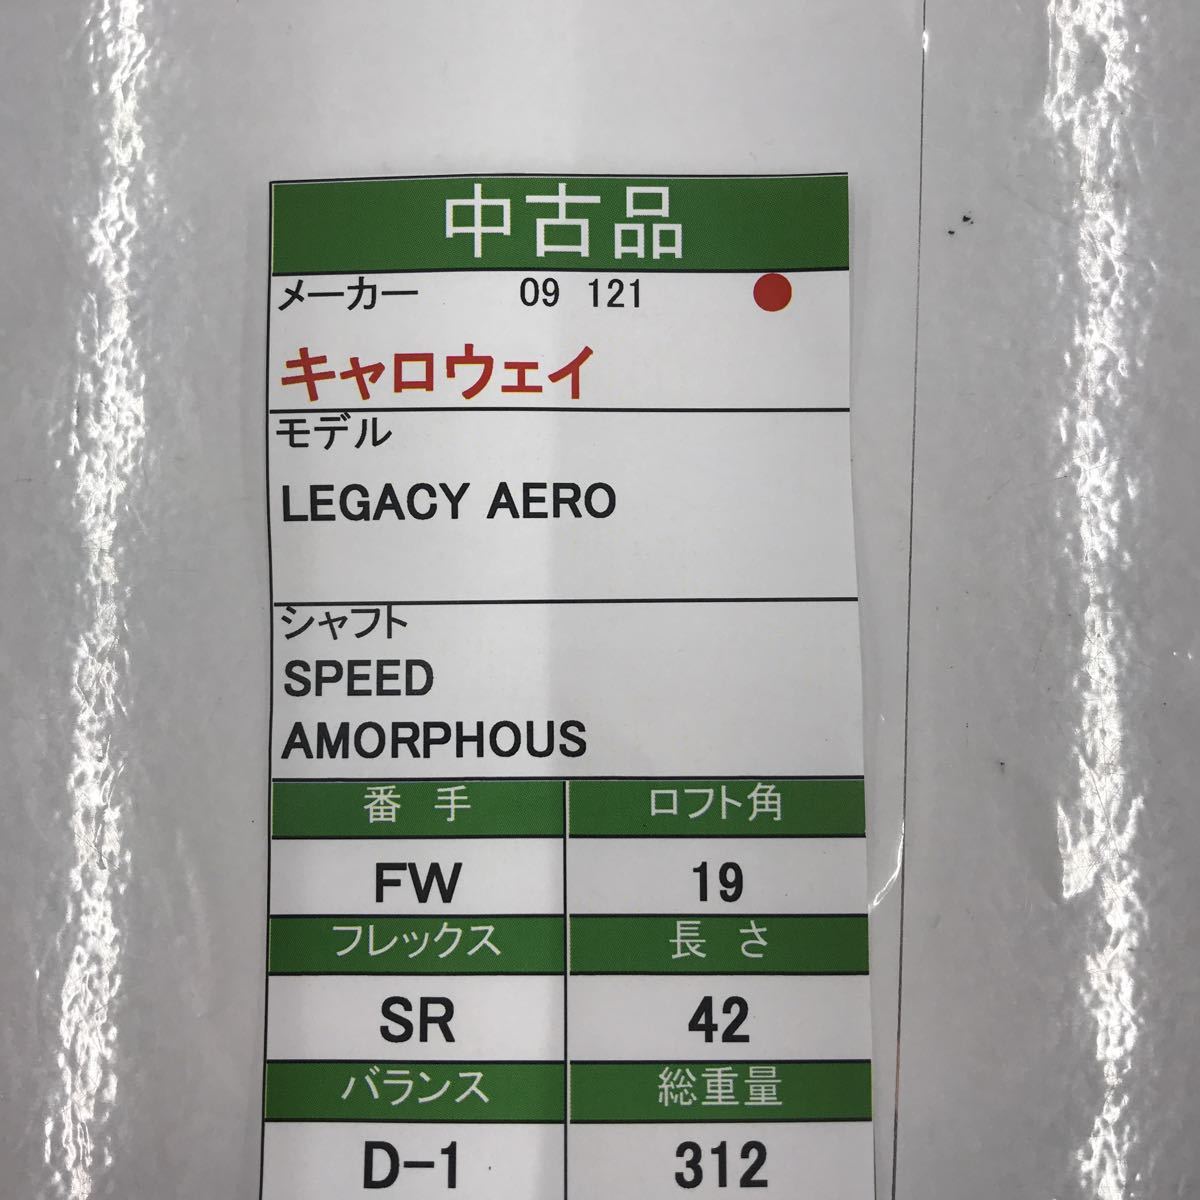 中古品
メーカー 09 121
キャロウェイ
モデル
LEGACY AERO
シャフト
SPEED
AMORPHOUS
番 手 ロフト角
FW 19
フレックス 長 さ
SR 42
バランス 総重量
D-1 312